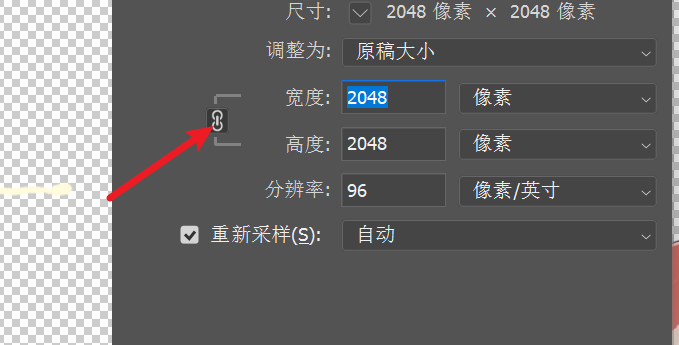 尺寸: 2048 像素 × 2048 像素
调整为: 原稿大小
宽度: 2048 像素
高度: 2048 像素
分辨率: 96 像素/英寸
重新采样(S): 自动